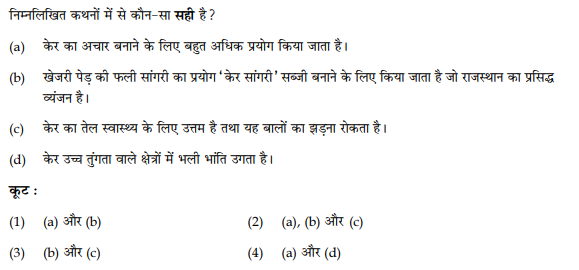 निम्नलिखित कथनों में से कौन-सा सही है ?
(a) केर का अचार बनाने के लिए बहुत अधिक प्रयोग किया जाता है।
(b) खेजरी पेड़ की फली सांगरी का प्रयोग 'केर सांगरी' सब्जी बनाने के लिए किया जाता है जो राजस्थान का प्रसिद्ध
व्यंजन है।
(c) केर का तेल स्वास्थ्य के लिए उत्तम है तथा यह बालों का झड़ना रोकता है।
(d) केर उच्च तुंगता वाले क्षेत्रों में भली भांति उगता है।
कूट :
(1) (a) और (b) (2) (a), (b) और (c)
(3) (b) और (c) (4) (a) और (d)